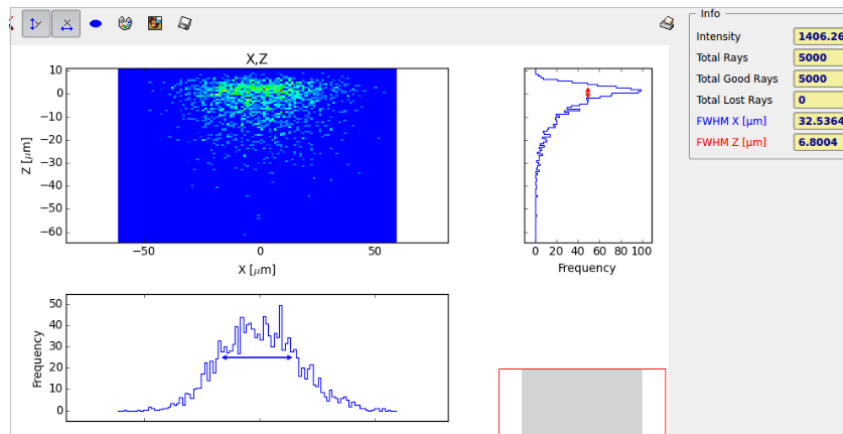 X,Z
10
0
−10
−20
−30
−40
−50
−60
Z [μm]
−50
0
50
X [μm]
0 20 40 60 80 100
Frequency
50
40
30
20
10
0
Frequency
Info
Intensity 1406.26
Total Rays 5000
Total Good Rays 5000
Total Lost Rays 0
FWHM X [μm] 32.5364
FWHM Z [μm] 6.8004